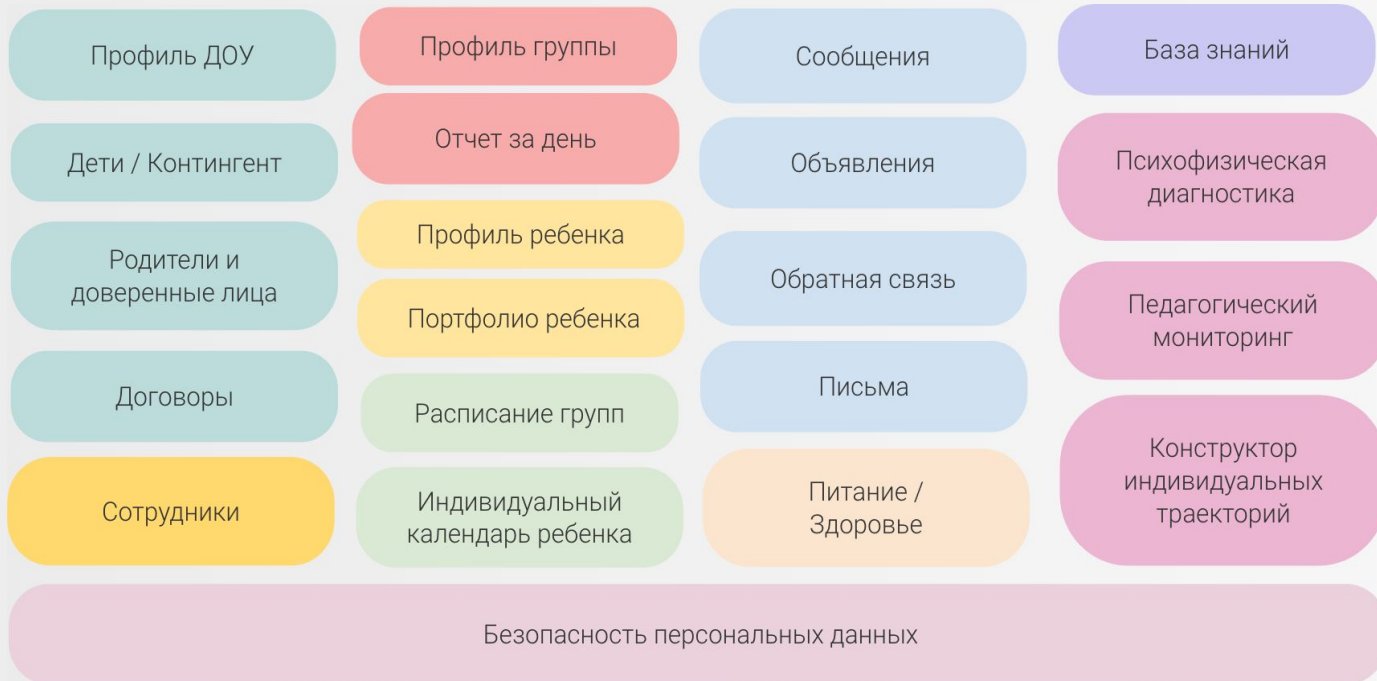 Профиль ДОУ
Дети / Контингент
Родители и
доверенные лица
Договоры
Сотрудники
Профиль группы
Отчет за день
Профиль ребенка
Портфолио ребенка
Расписание групп
Индивидуальный
календарь ребенка
Сообщения
Объявления
Обратная связь
Письма
Питание /
Здоровье
База знаний
Психофизическая
диагностика
Педагогический
мониторинг
Конструктор
индивидуальных
траекторий
Безопасность персональных данных